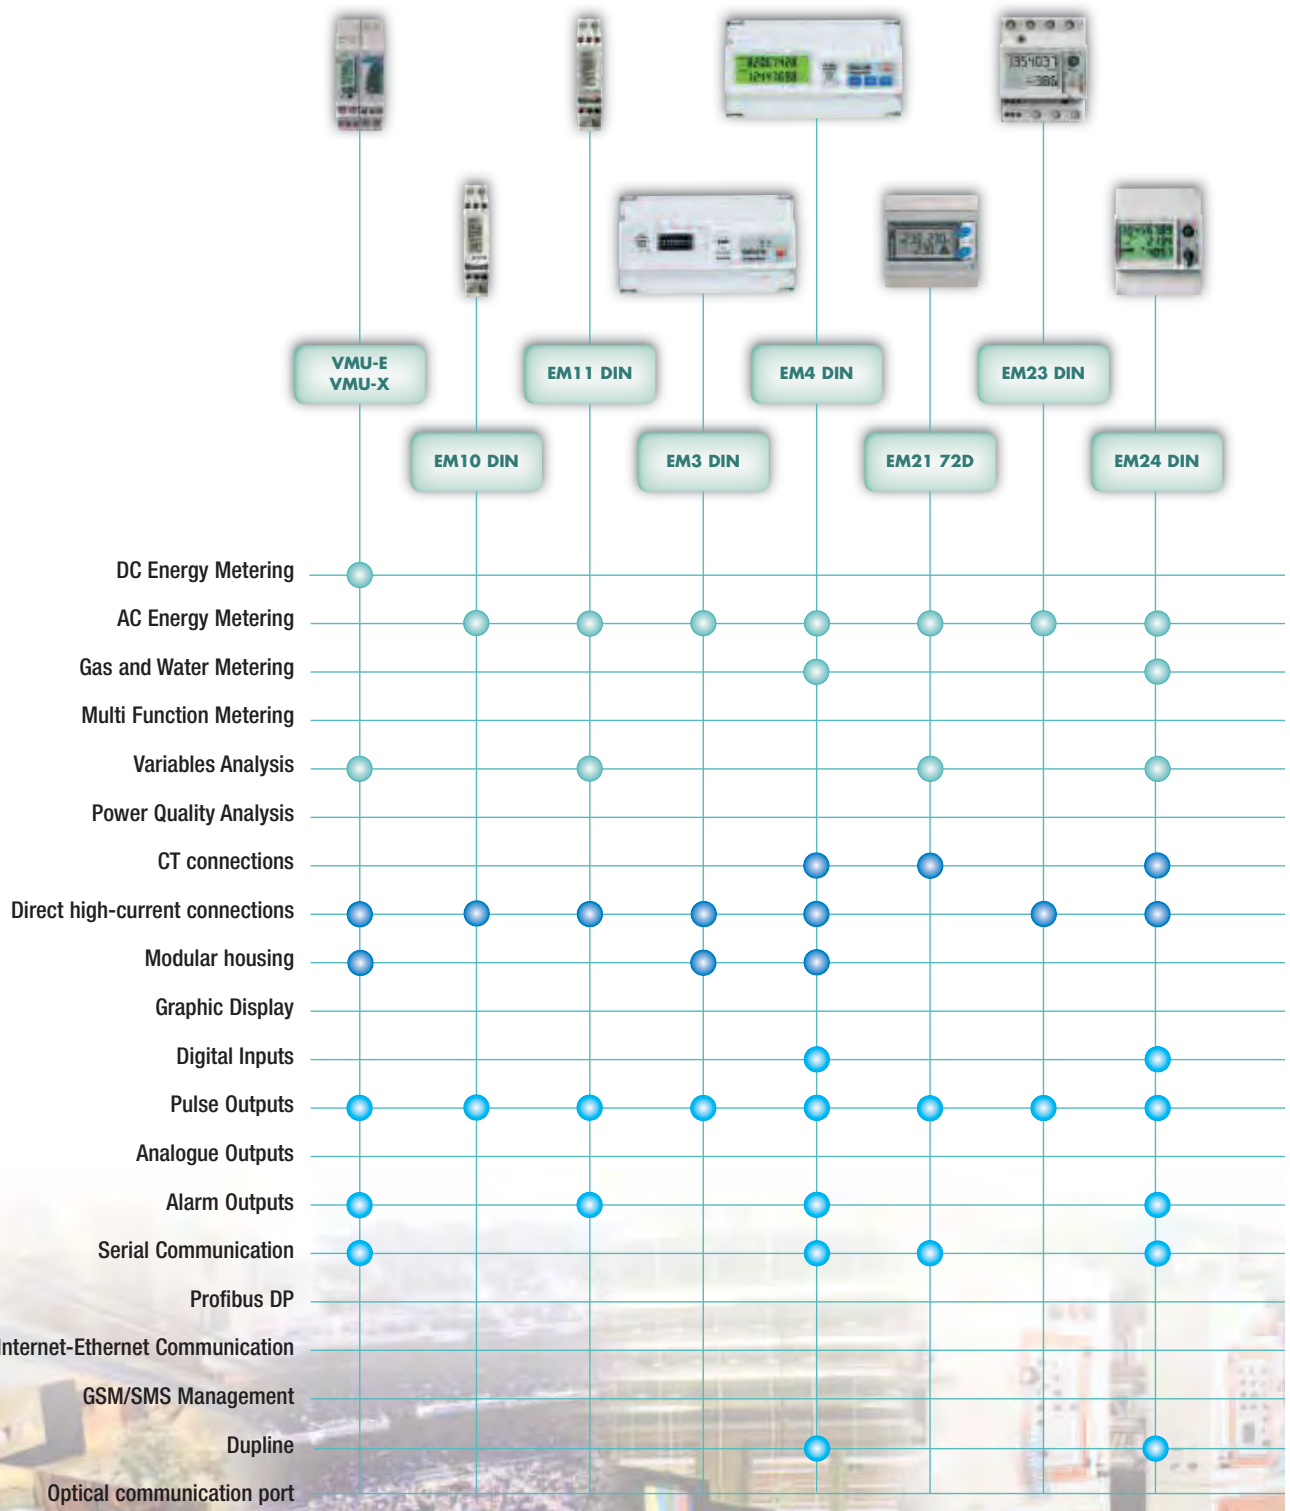 VMU-E
VMU-X
EM11 DIN
EM4 DIN
EM23 DIN
EM10 DIN
EM3 DIN
EM21 72D
EM24 DIN
DC Energy Metering
AC Energy Metering
Gas and Water Metering
Multi Function Metering
Variables Analysis
Power Quality Analysis
CT connections
Direct high-current connections
Modular housing
Graphic Display
Digital Inputs
Pulse Outputs
Analogue Outputs
Alarm Outputs
Serial Communication
Profibus DP
Internet-Ethernet Communication
GSM/SMS Management
Dupline
Optical communication port